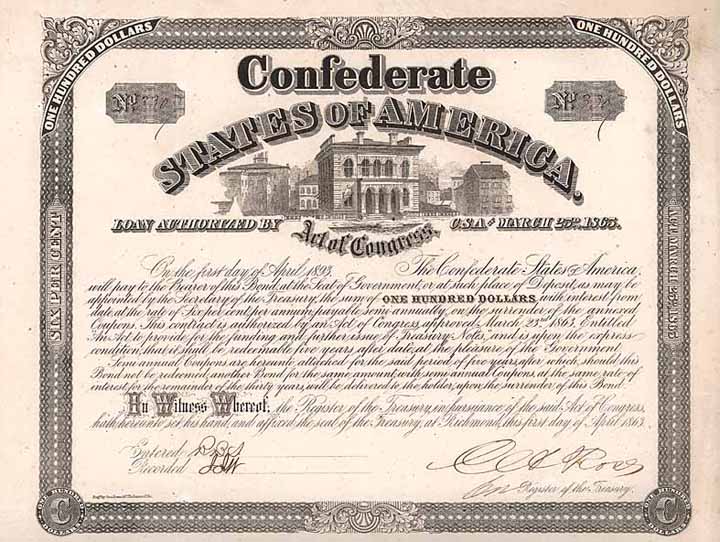 ONE HUNDRED DOLLARS
ONE HUNDRED DOLLARS
Confederate
No
No
STATES OF AMERICA.
LOAN AUTHORIZED BY Act of Congress, C.S.A. MARCH 23RD 1863.
On the first day of April 1893. The Confederate States of America
will pay to the Bearer of this Bond, at the Seat of Government, or at such place of Deposit, as may be
appointed by the Secretary of the Treasury, the sum of ONE HUNDRED DOLLARS, with interest from
date at the rate of Six per cent per annum, payable semi-annually, on the surrender of the annexed
Coupons. This contract is authorized by an Act of Congress, approved March 23rd 1863, Entitled
An Act to provide for the funding and further issue of Treasury Notes, and is upon the express
condition, that it shall be redeemable five years after date, at the pleasure of the Government.
Semi-annual Coupons are hereunto attached for the said period of five years, after which should this
Bond not be redeemed, another Bond for the same amount, with semi-annual Coupons, at the same rate of
interest for the remainder of the thirty years, will be delivered to the holder, upon the surrender of this Bond.
In Witness Whereof, the Register of the Treasury, in pursuance of the said Act of Congress,
hath hereunto set his hand and affixed the seal of the Treasury, at Richmond, this first day of April 1863.
Entered
Recorded
Register of the Treasury.
SIX PER CENT
ONE HUNDRED
C
DOLLARS
ONE HUNDRED
C
DOLLARS